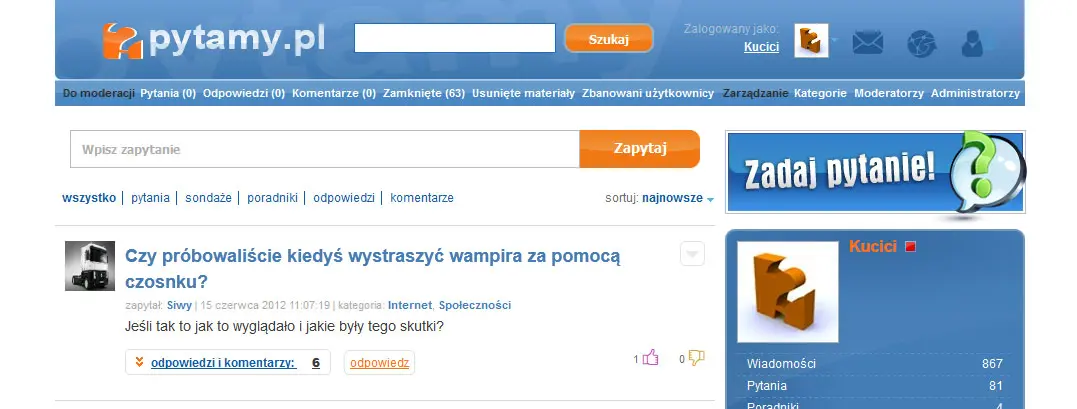 pytamy.pl
Szukaj
Zalogowany jako:
Kucici
Do moderacji Pytania (0) Odpowiedzi (0) Komentarze (0) Zamknięte (63) Usunięte materiały Zbanowani użytkownicy Zarządzanie Kategorie Moderatorzy Administratorzy
Wpisz zapytanie
Zapytaj
Zadaj pytanie!
wszystko | pytania | sondaże | poradniki | odpowiedzi | komentarze
sortuj: najnowsze
Czy próbowaliście kiedyś wystraszyć wampira za pomocą
czosnku?
zapytał: Siwy | 15 czerwca 2012 11:07:19 | kategoria: Internet, Społeczności
Jeśli tak to jak to wyglądało i jakie były tego skutki?
odpowiedzi i komentarzy: 6
odpowiedz
1
0
Kucici
Wiadomości 867
Pytania 81
Poradniki 4